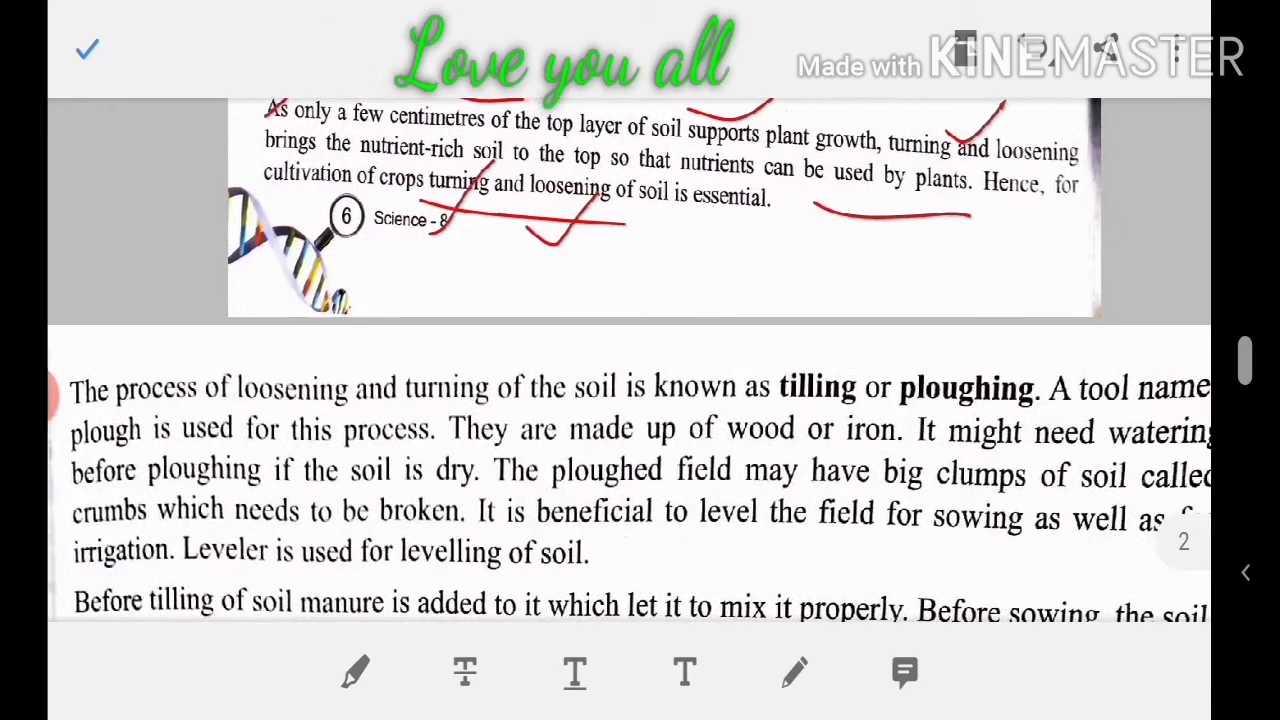 Love you all
Made with KINEMASTER
As only a few centimetres of the top layer of soil supports plant growth, turning and loosening
brings the nutrient-rich soil to the top so that nutrients can be used by plants. Hence, for
cultivation of crops turning and loosening of soil is essential.
6 Science - 8
The process of loosening and turning of the soil is known as tilling or ploughing. A tool name
plough is used for this process. They are made up of wood or iron. It might need watering
before ploughing if the soil is dry. The ploughed field may have big clumps of soil called
crumbs which needs to be broken. It is beneficial to level the field for sowing as well as
2
irrigation. Leveler is used for levelling of soil.
Before tilling of soil manure is added to it which let it to mix it properly. Before sowing, the soil
T T T